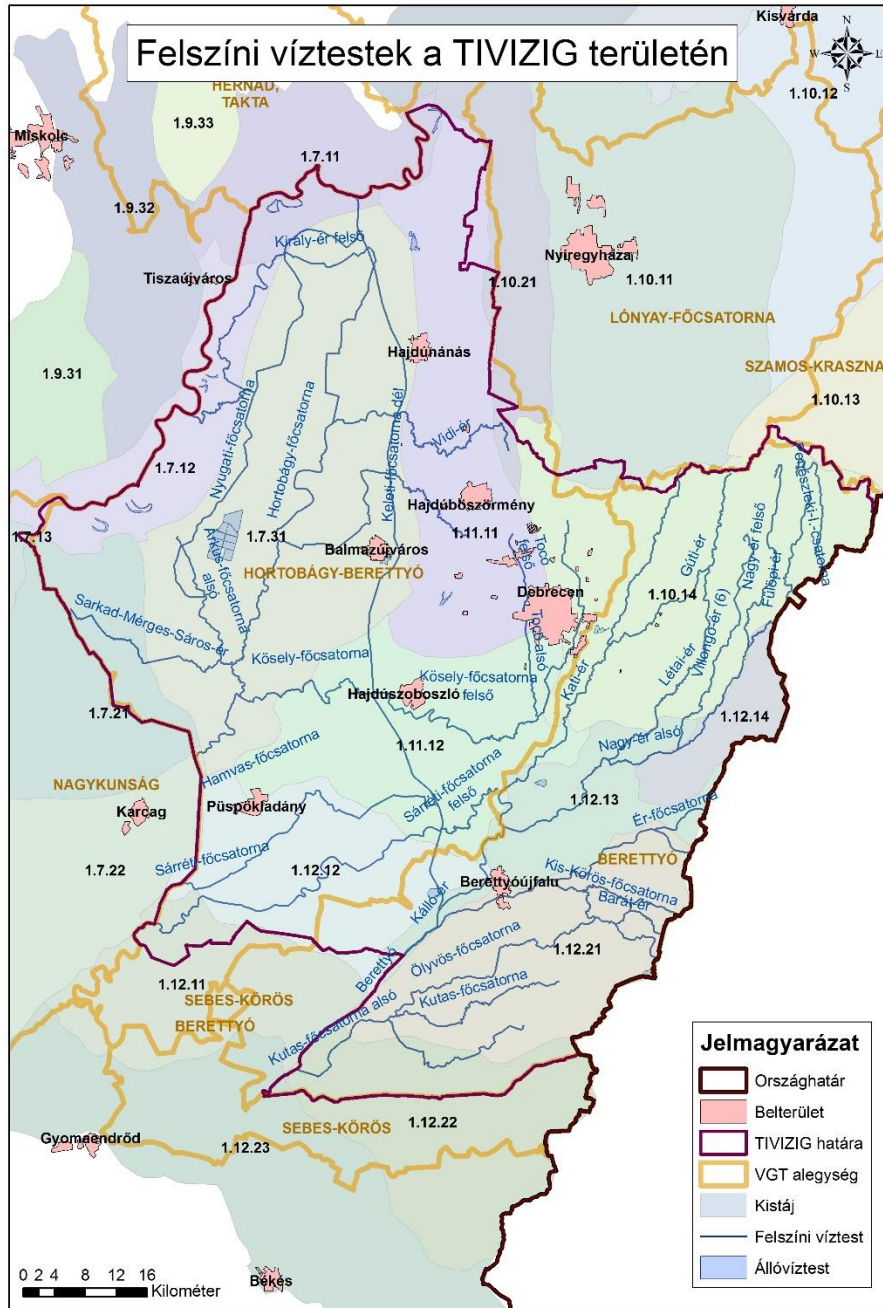 Felszíni víztestek a TIVIZIG területén
Kisvárda
N
W
E
S
HERNÁD,
TAKTA
1.10.12
Miskolc
1.9.33
1.7.11
1.9.32
Király-ér felső
Nyíregyháza
Tiszaújváros
1.10.21
1.10.11
LÓNYAY-FŐCSATORNA
Hajdúnánás
SZAMOS-KRASZNA
1.9.31
1.10.13
Nyugati-főcsatorna
Hortobágy-főcsatorna
Keleti-főcsatorna dél
Vidi-ér
1.7.12
Hajdúböszörmény
1.7.13
1.7.31
1.11.11
Balmazújváros
Árkus-főcsatorna
alsó
HORTOBÁGY-BERETTYÓ
Tocó
felső
Debrecen
Tocó alsó
Gúti-ér
Nagy-ér felső
Fülöpi-ér
1.10.14
Létai-ér
Villongó-ér (6)
Kati-ér
Sarkad-Mérges-Sáros-ér
Kösely-főcsatorna
Kösely-főcsatorna
felső
Hajdúszoboszló
1.7.21
1.12.14
1.11.12
Nagy-ér alsó
Hamvas-főcsatorna
Sárréti-főcsatorna
felső
NAGYKUNSÁG
Karcag
Püspökladány
1.12.13
Ér-főcsatorna
1.7.22
Sárréti-főcsatorna
1.12.12
BERETTYÓ
Berettyóújfalu
Kis-Körös-főcsatorna
Barát-ér
Kálló-ér
Berettyó
Ölyvös-főcsatorna
1.12.21
1.12.11
SEBES-KÖRÖS
BERETTYÓ
Kutas-főcsatorna
Kutas-főcsatorna alsó
1.12.22
SEBES-KÖRÖS
Gyomaendrőd
1.12.23
Békés
Jelmagyarázat
Országhatár
Belterület
TIVIZIG határa
VGT alegység
Kistáj
Felszíni víztest
Állóvíztest
0 2 4 8 12 16
Kilométer